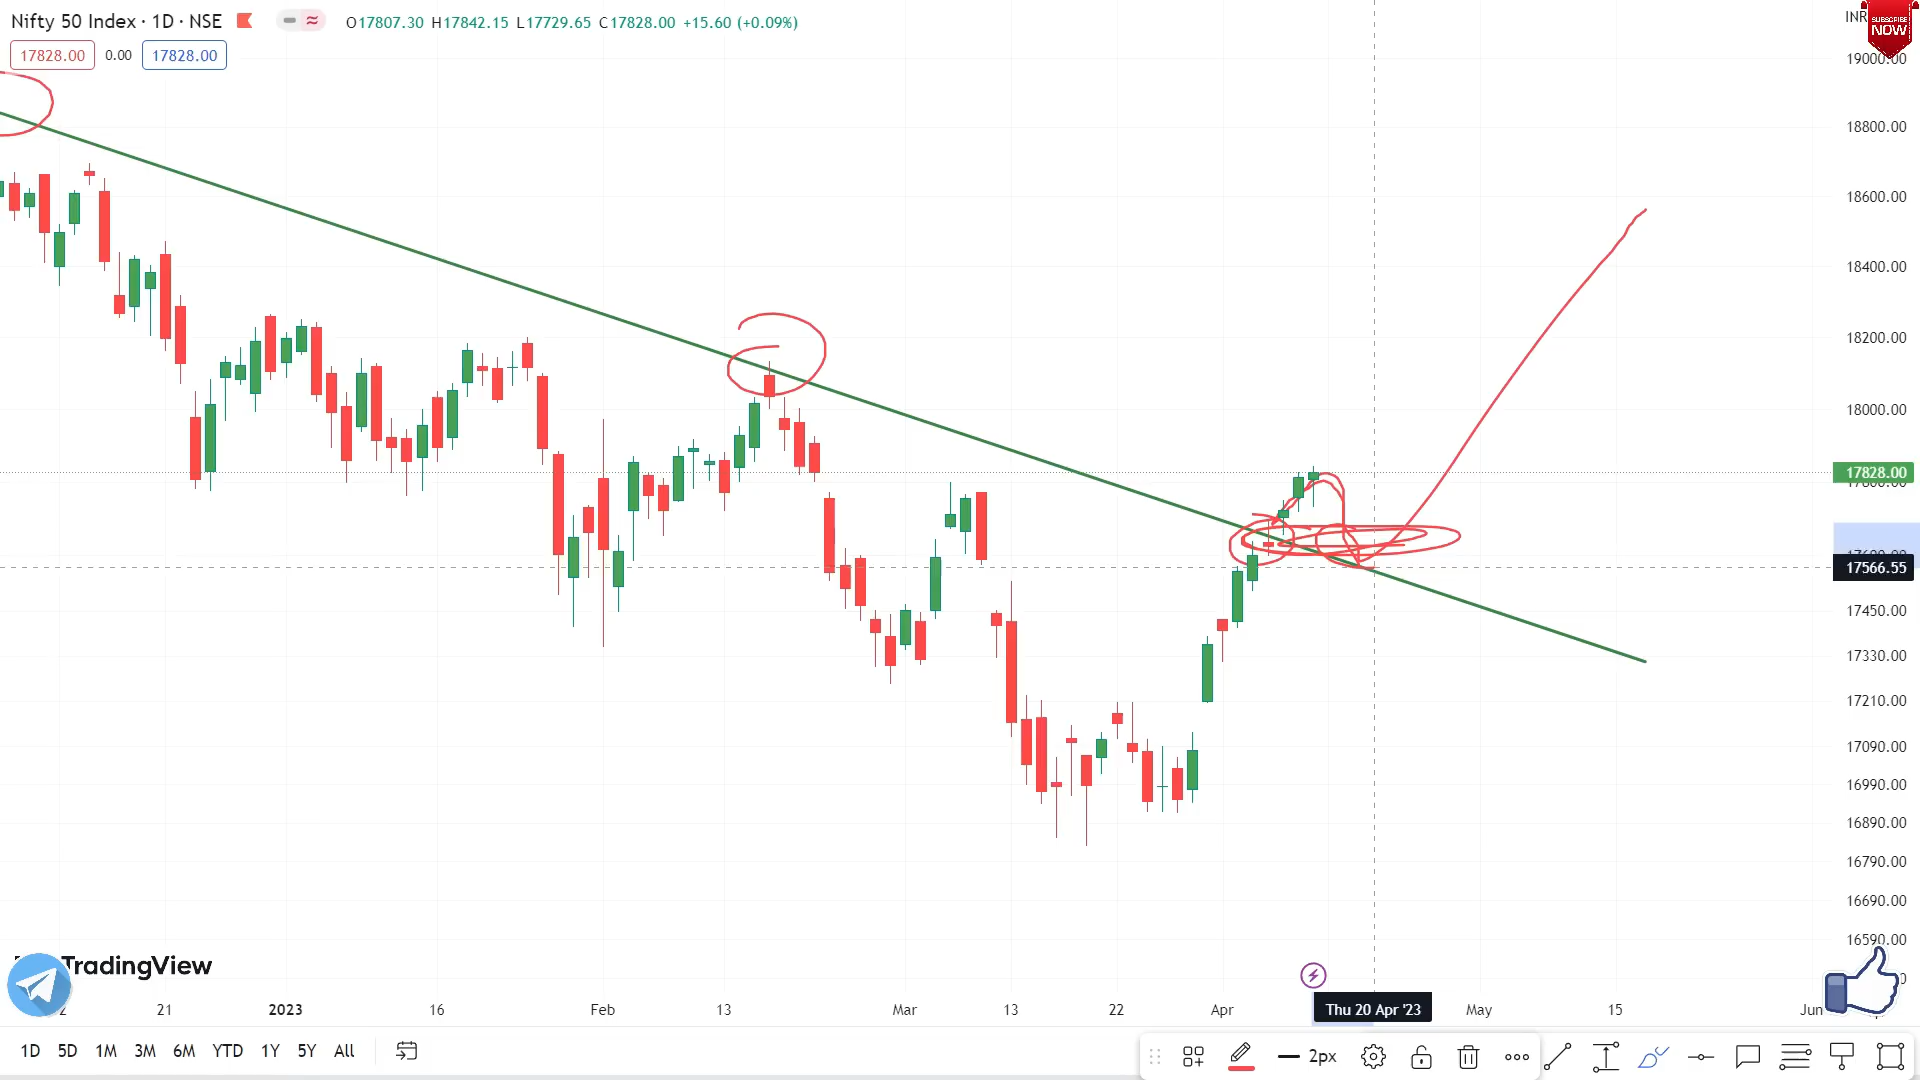 Nifty 50 Index · 1D · NSE
O17807.30 H17842.15 L17729.65 C17828.00 +15.60 (+0.09%)
INR
SUBSCRIBE
NOW
17828.00 0.00 17828.00
19000.00
18800.00
18600.00
18400.00
18200.00
18000.00
17828.00
17566.55
17450.00
17330.00
17210.00
17090.00
16990.00
16890.00
16790.00
16690.00
16590.00
TradingView
21 2023 16 Feb 13 Mar 13 22 Apr Thu 20 Apr '23 May 15 Jun
1D 5D 1M 3M 6M YTD 1Y 5Y All
2px